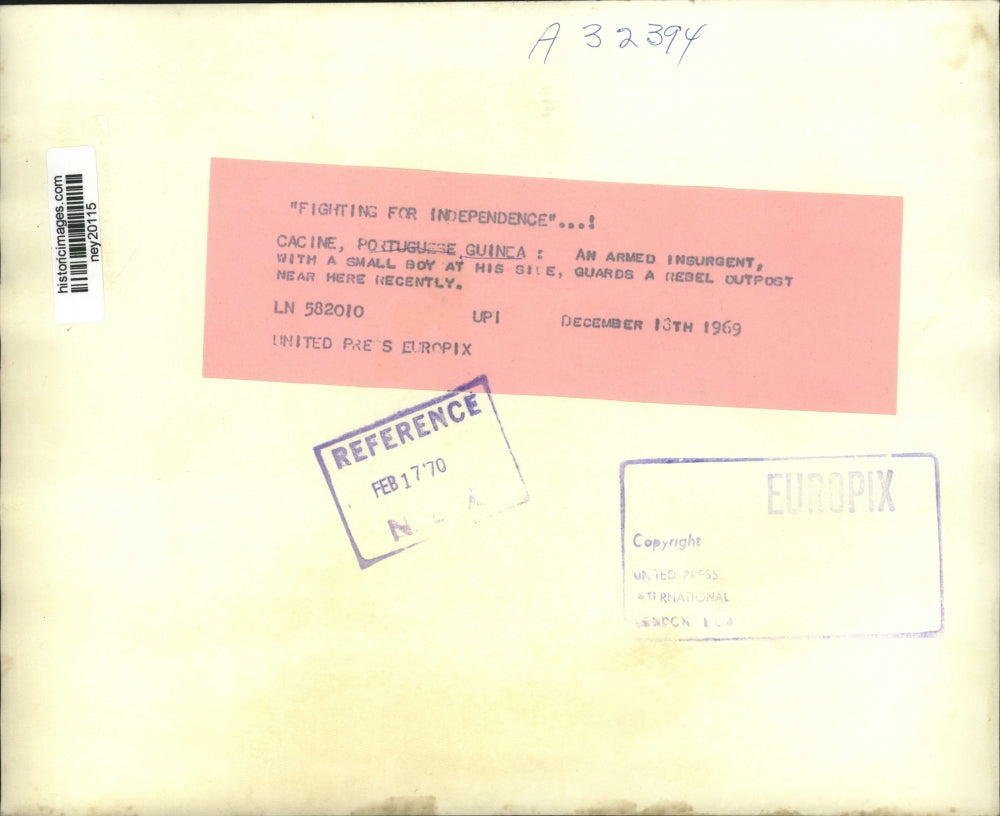 A 32394
historicimages.com
ney20115
"FIGHTING FOR INDEPENDENCE"...!
CACINE, PORTUGUESE GUINEA : AN ARMED INSURGENT,
WITH A SMALL BOY AT HIS SIDE, GUARDS A REBEL OUTPOST
NEAR HERE RECENTLY.
LN 582010 UPI DECEMBER 13TH 1969
UNITED PRESS EUROPIX
REFERENCE
FEB 17 '70
N.
EUROPIX
Copyright
UNITED PRESS
INTERNATIONAL
LONDON